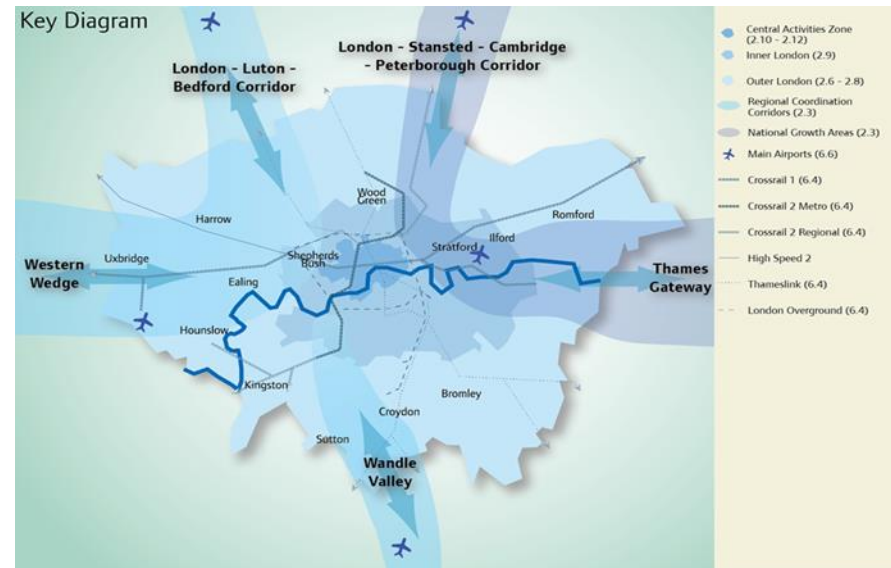 Key Diagram
London - Luton -
Bedford Corridor
London - Stansted - Cambridge
- Peterborough Corridor
Wood
Green
Harrow
Romford
Ilford
Stratford
Shepherds
Bush
Uxbridge
Western
Wedge
Ealing
Thames
Gateway
Hounslow
Kingston
Bromley
Croydon
Sutton
Wandle
Valley
Central Activities Zone
(2.10 - 2.12)
Inner London (2.9)
Outer London (2.6 - 2.8)
Regional Coordination
Corridors (2.3)
National Growth Areas (2.3)
Main Airports (6.6)
Crossrail 1 (6.4)
Crossrail 2 Metro (6.4)
Crossrail 2 Regional (6.4)
High Speed 2
Thameslink (6.4)
London Overground (6.4)